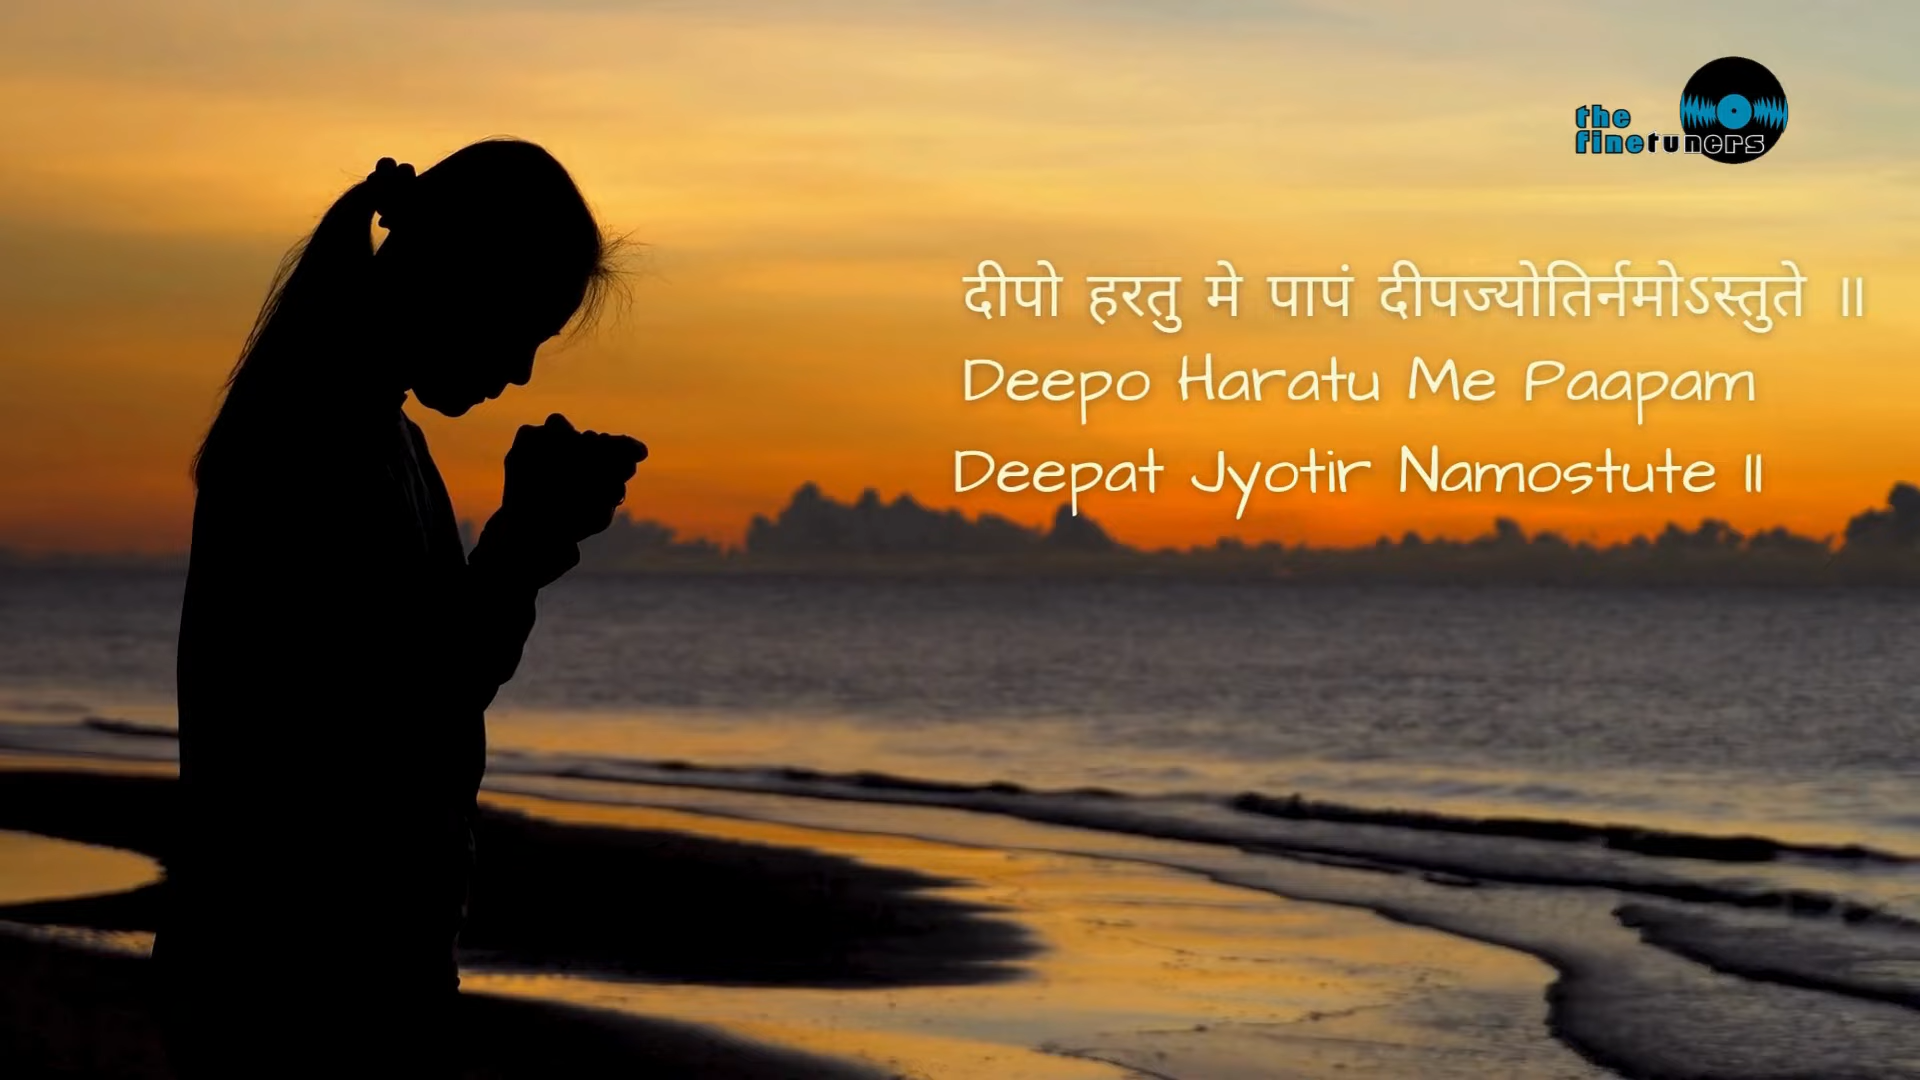 the
finetuners
दीपो हरतु मे पापं दीपज्योतिर्नमोऽस्तुते ॥
Deepo Haratu Me Paapam
Deepat Jyotir Namostute ॥